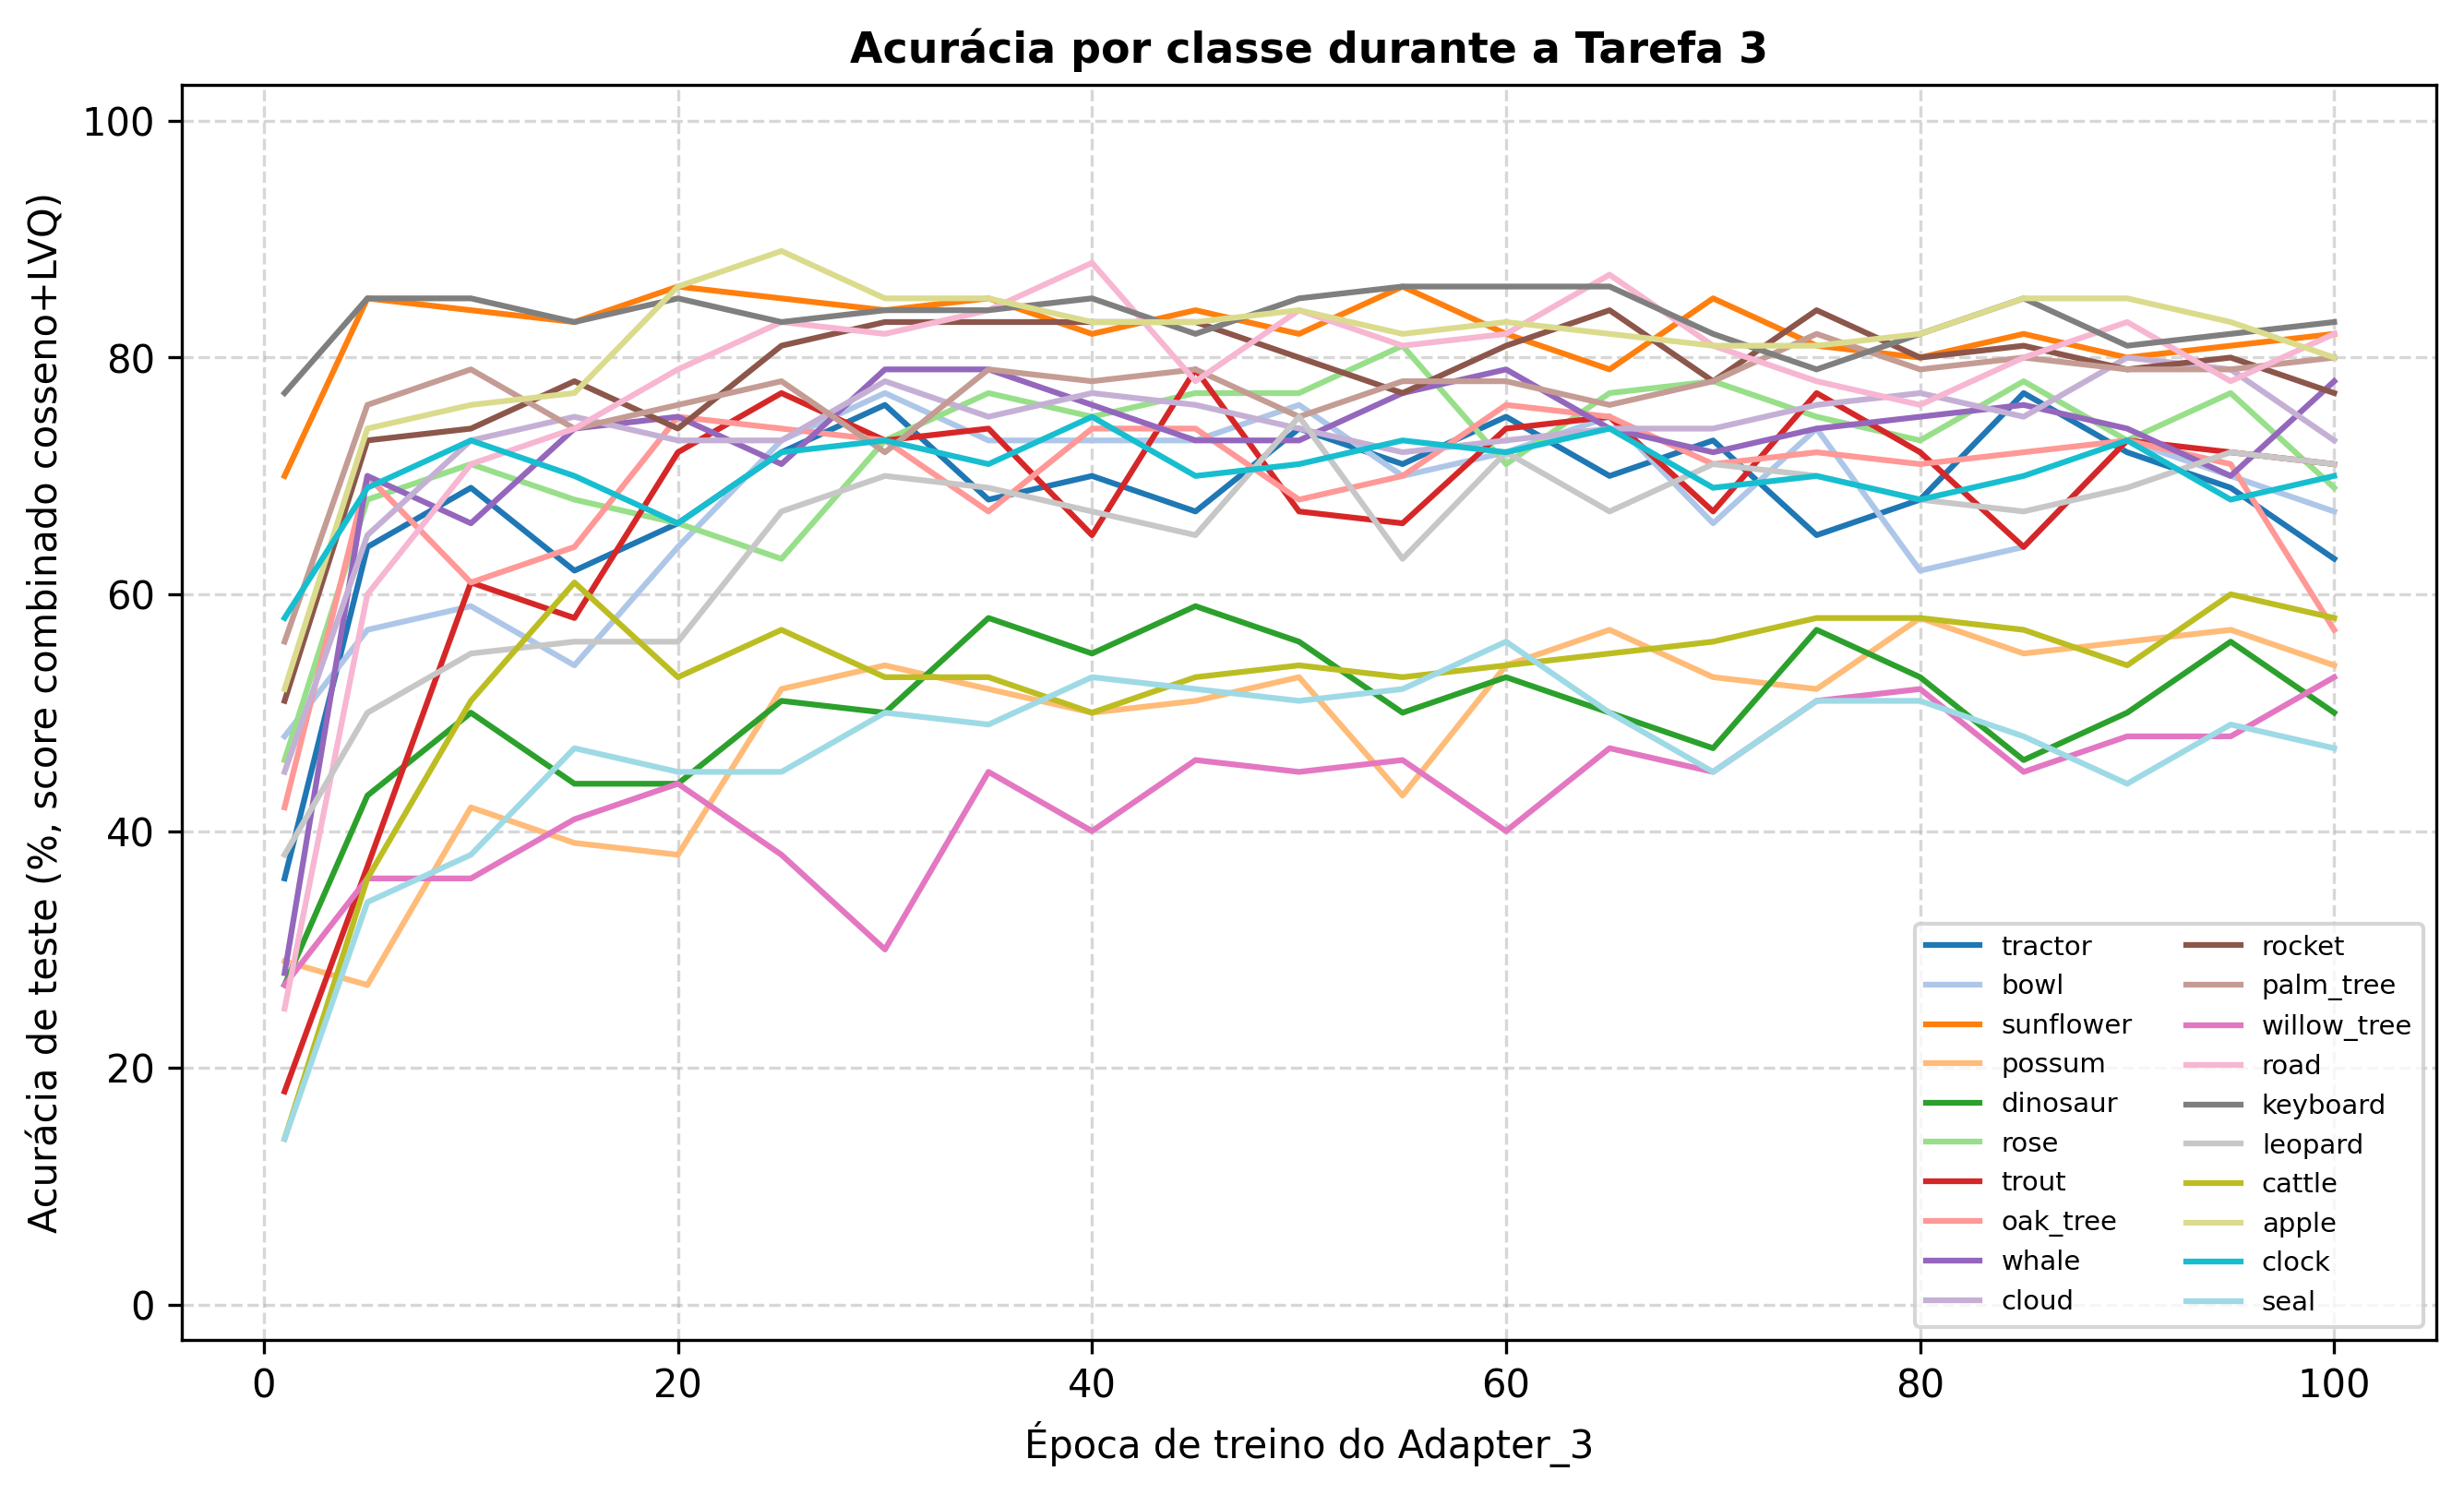 Acurácia por classe durante a Tarefa 3
Acurácia de teste (%, score combinado cosseno+LVQ)
100
80
60
40
20
0
0
20
40
60
80
100
Época de treino do Adapter_3
tractor
bowl
sunflower
possum
dinosaur
rose
trout
oak_tree
whale
cloud
rocket
palm_tree
willow_tree
road
keyboard
leopard
cattle
apple
clock
seal